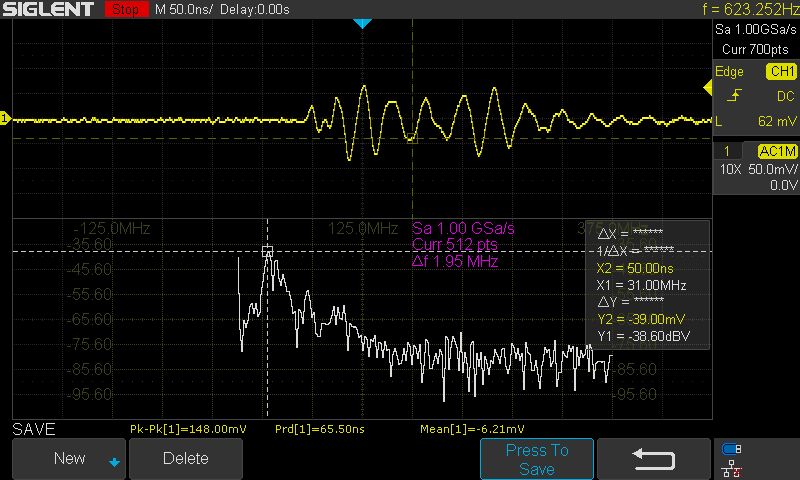 SIGLENT Stop M 50.0ns/ Delay:0.00s f = 623.252Hz
Sa 1.00GSa/s
Curr 700pts
Edge CH1
DC
L 62 mV
1 AC1M
10X 50.0mV/
0.0V
1
-125.0MHz 125.0MHz
-35.60
-45.60
-55.60
-65.60
-75.60
-85.60
-95.60
Sa 1.00 GSa/s
Curr 512 pts
Δf 1.95 MHz
ΔX = ******
1/ΔX = ******
X2 = 50.00ns
X1 = 31.00MHz
ΔY = ******
Y2 = -39.00mV
Y1 = -38.60dBV
-85.60
-95.60
SAVE Pk-Pk[1]=148.00mV Prd[1]=65.50ns Mean[1]=-6.21mV
New Delete Press To
Save